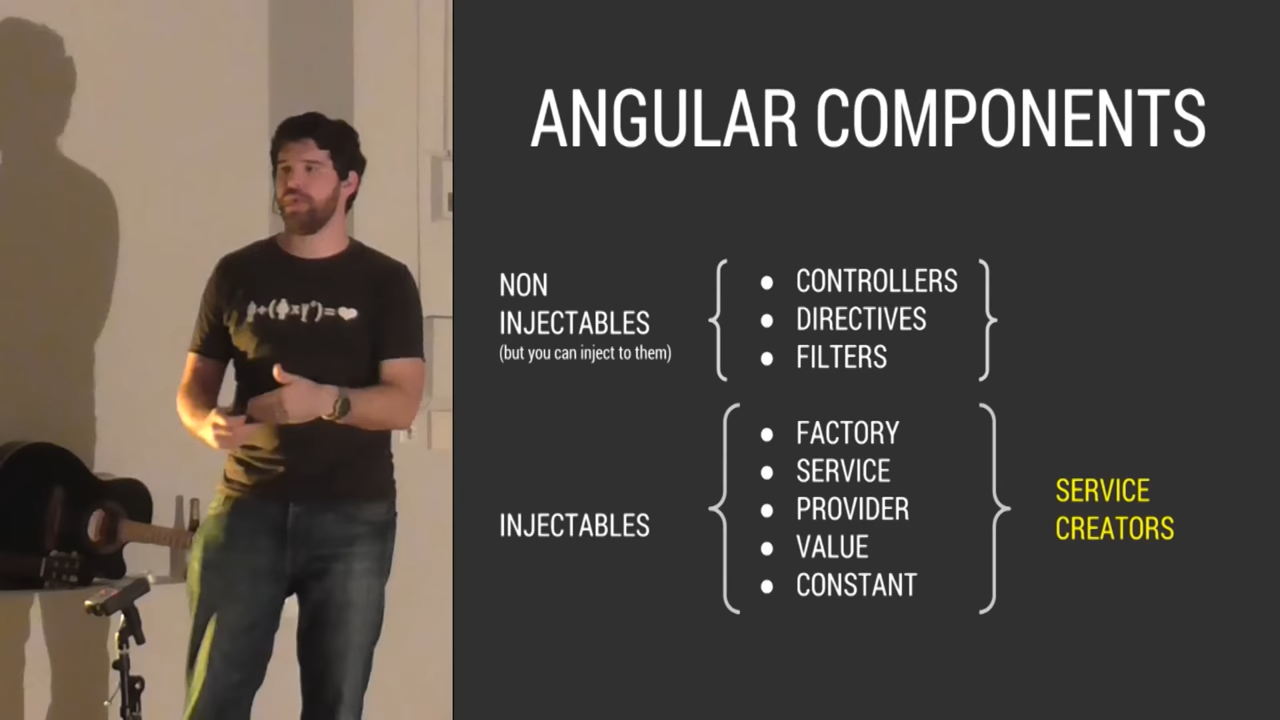 ANGULAR COMPONENTS
NON
INJECTABLES
(but you can inject to them)
● CONTROLLERS
● DIRECTIVES
● FILTERS
INJECTABLES
● FACTORY
● SERVICE
● PROVIDER
● VALUE
● CONSTANT
SERVICE
CREATORS